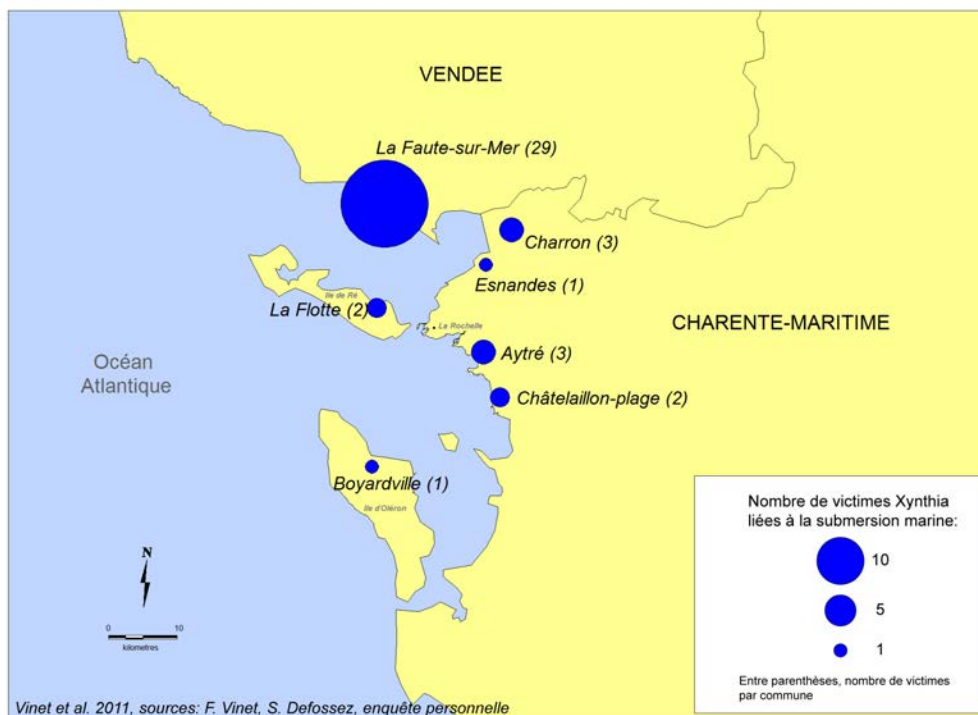 VENDEE
La Faute-sur-Mer (29)
Charron (3)
Esnandes (1)
Ile de Ré
La Flotte (2)
La Rochelle
CHARENTE-MARITIME
Aytré (3)
Océan
Atlantique
Châtelaillon-plage (2)
Boyardville (1)
Ile d'Oléron
N
0 10
kilometres
Nombre de victimes Xynthia
liées à la submersion marine:
10
5
1
Entre parenthèses, nombre de victimes
par commune
Vinet et al. 2011, sources: F. Vinet, S. Defossez, enquête personnelle